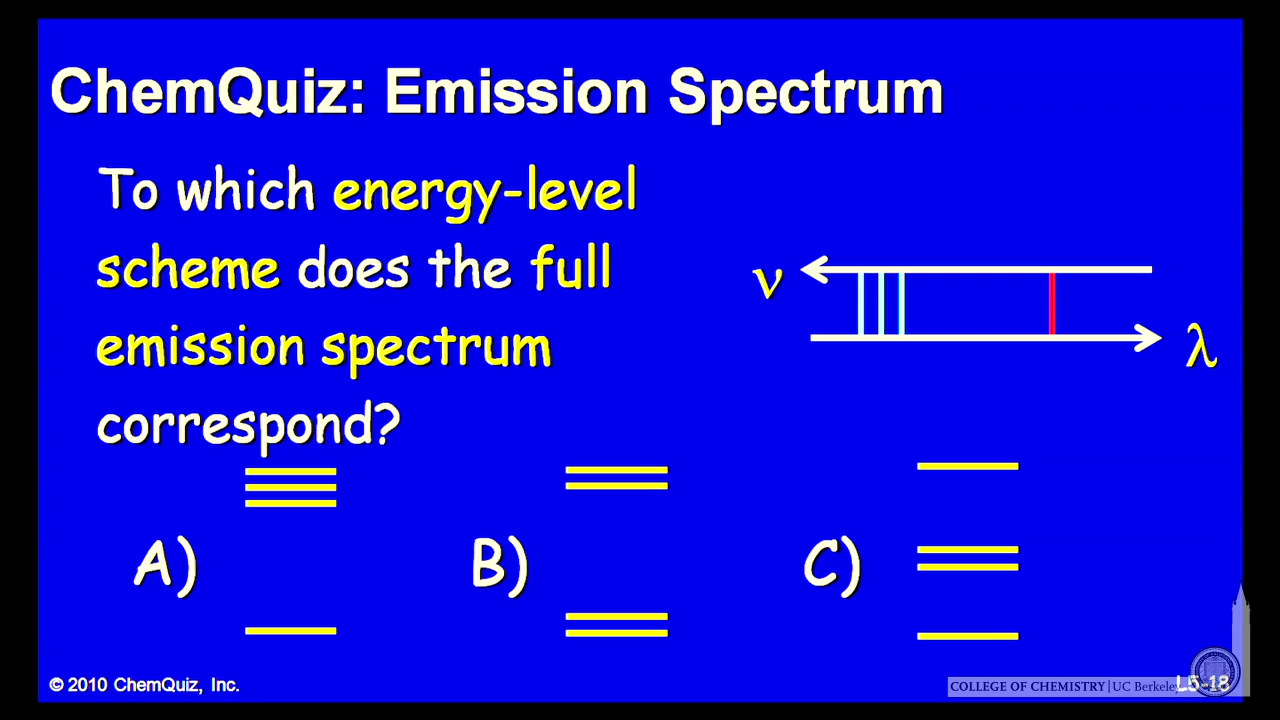 ChemQuiz: Emission Spectrum
To which energy-level
scheme does the full
emission spectrum
correspond?
ν
λ
A)
B)
C)
© 2010 ChemQuiz, Inc.
COLLEGE OF CHEMISTRY | UC Berkeley
L5-18